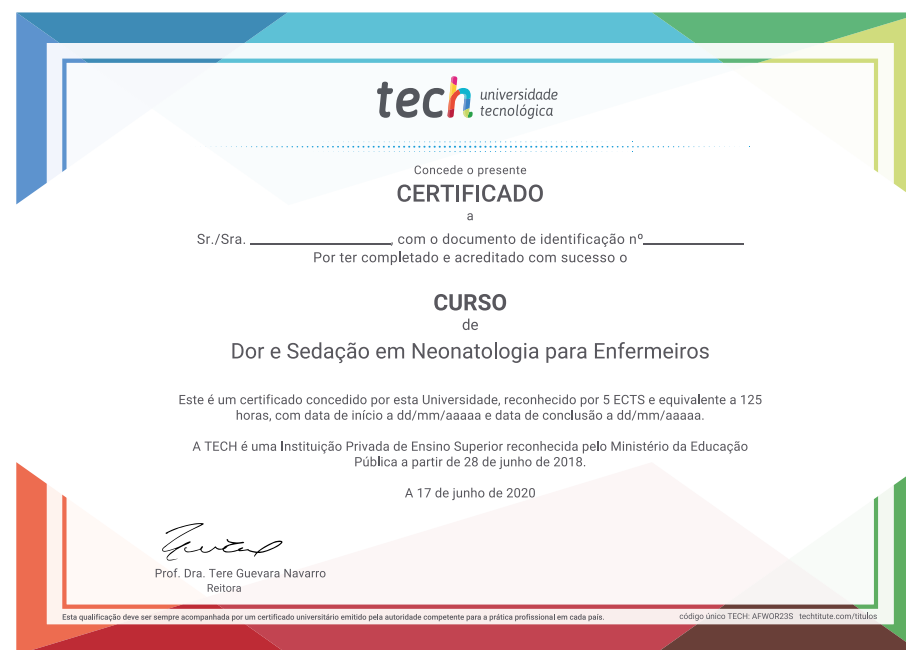 tech universidade
tecnológica
Concede o presente
CERTIFICADO
a
Sr./Sra. ____________, com o documento de identificação nº____________
Por ter completado e acreditado com sucesso o
CURSO
de
Dor e Sedação em Neonatologia para Enfermeiros
Este é um certificado concedido por esta Universidade, reconhecido por 5 ECTS e equivalente a 125
horas, com data de início a dd/mm/aaaaa e data de conclusão a dd/mm/aaaaa.
A TECH é uma Instituição Privada de Ensino Superior reconhecida pelo Ministério da Educação
Pública a partir de 28 de junho de 2018.
A 17 de junho de 2020
Prof. Dra. Tere Guevara Navarro
Reitora
Esta qualificação deve ser sempre acompanhada por um certificado universitário emitido pela autoridade competente para a prática profissional em cada país. código único TECH: AFWOR23S techtitute.com/titulos